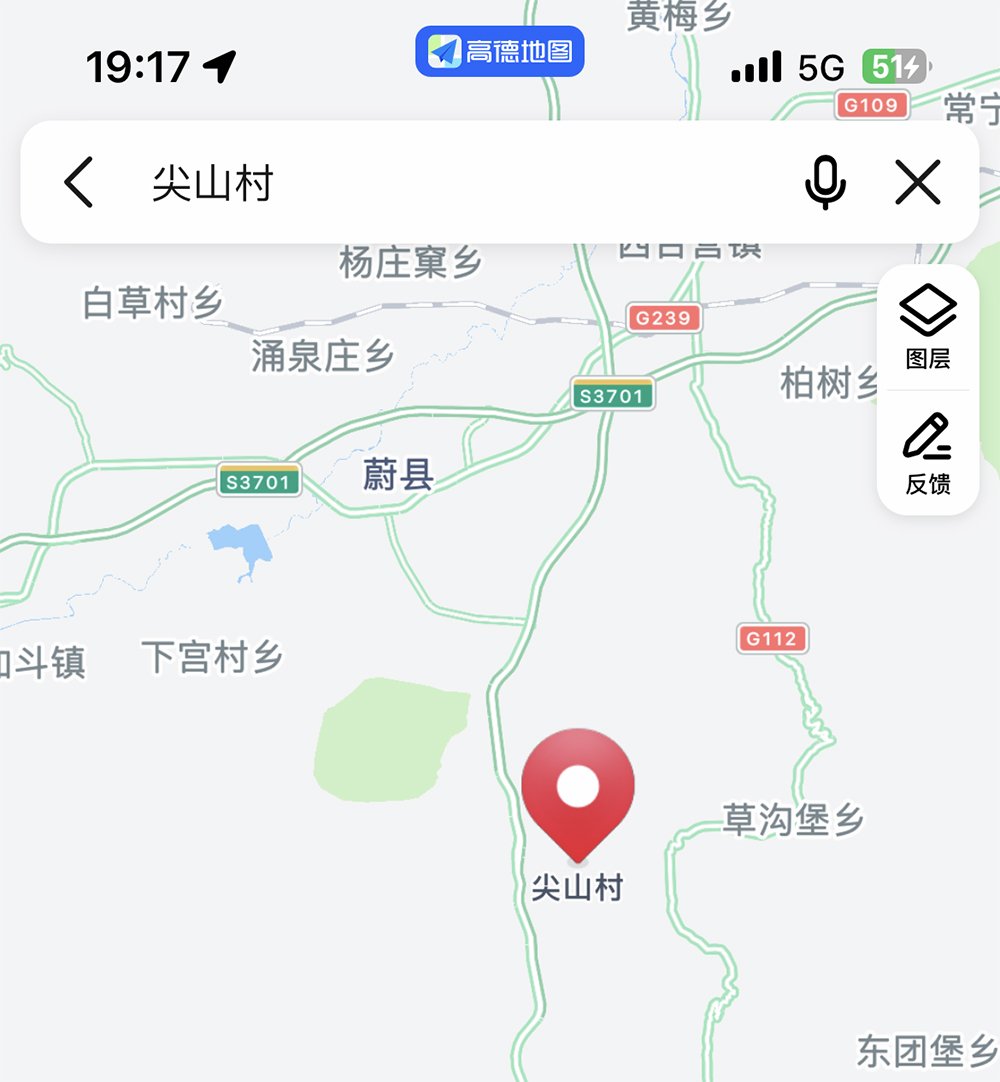 黄梅乡
19:17
高德地图
5G
51
G109
常宁
尖山村
西合营镇
杨庄窠乡
白草村乡
G239
涌泉庄乡
图层
柏树乡
S3701
S3701
蔚县
反馈
G112
下宫村乡
斗镇
草沟堡乡
尖山村
东团堡乡